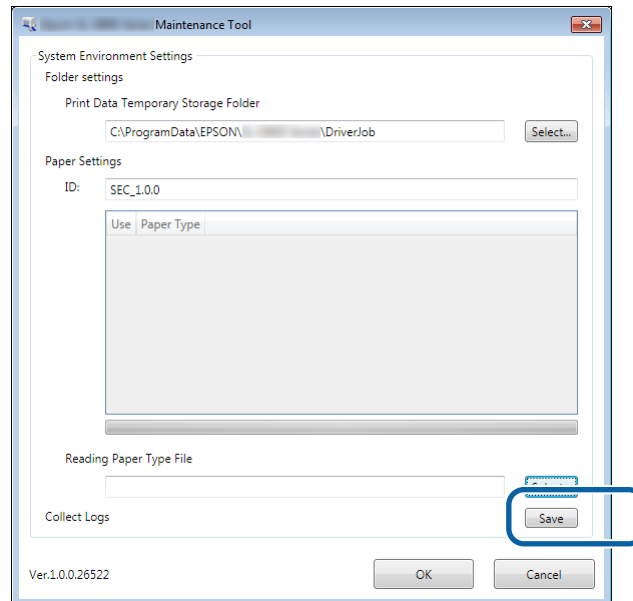 Maintenance Tool
System Environment Settings
Folder settings
Print Data Temporary Storage Folder
C:\ProgramData\EPSON\ \DriverJob
Select...
Paper Settings
ID:
SEC_1.0.0
Use Paper Type
Reading Paper Type File
Collect Logs
Save
Ver.1.0.0.26522
OK
Cancel